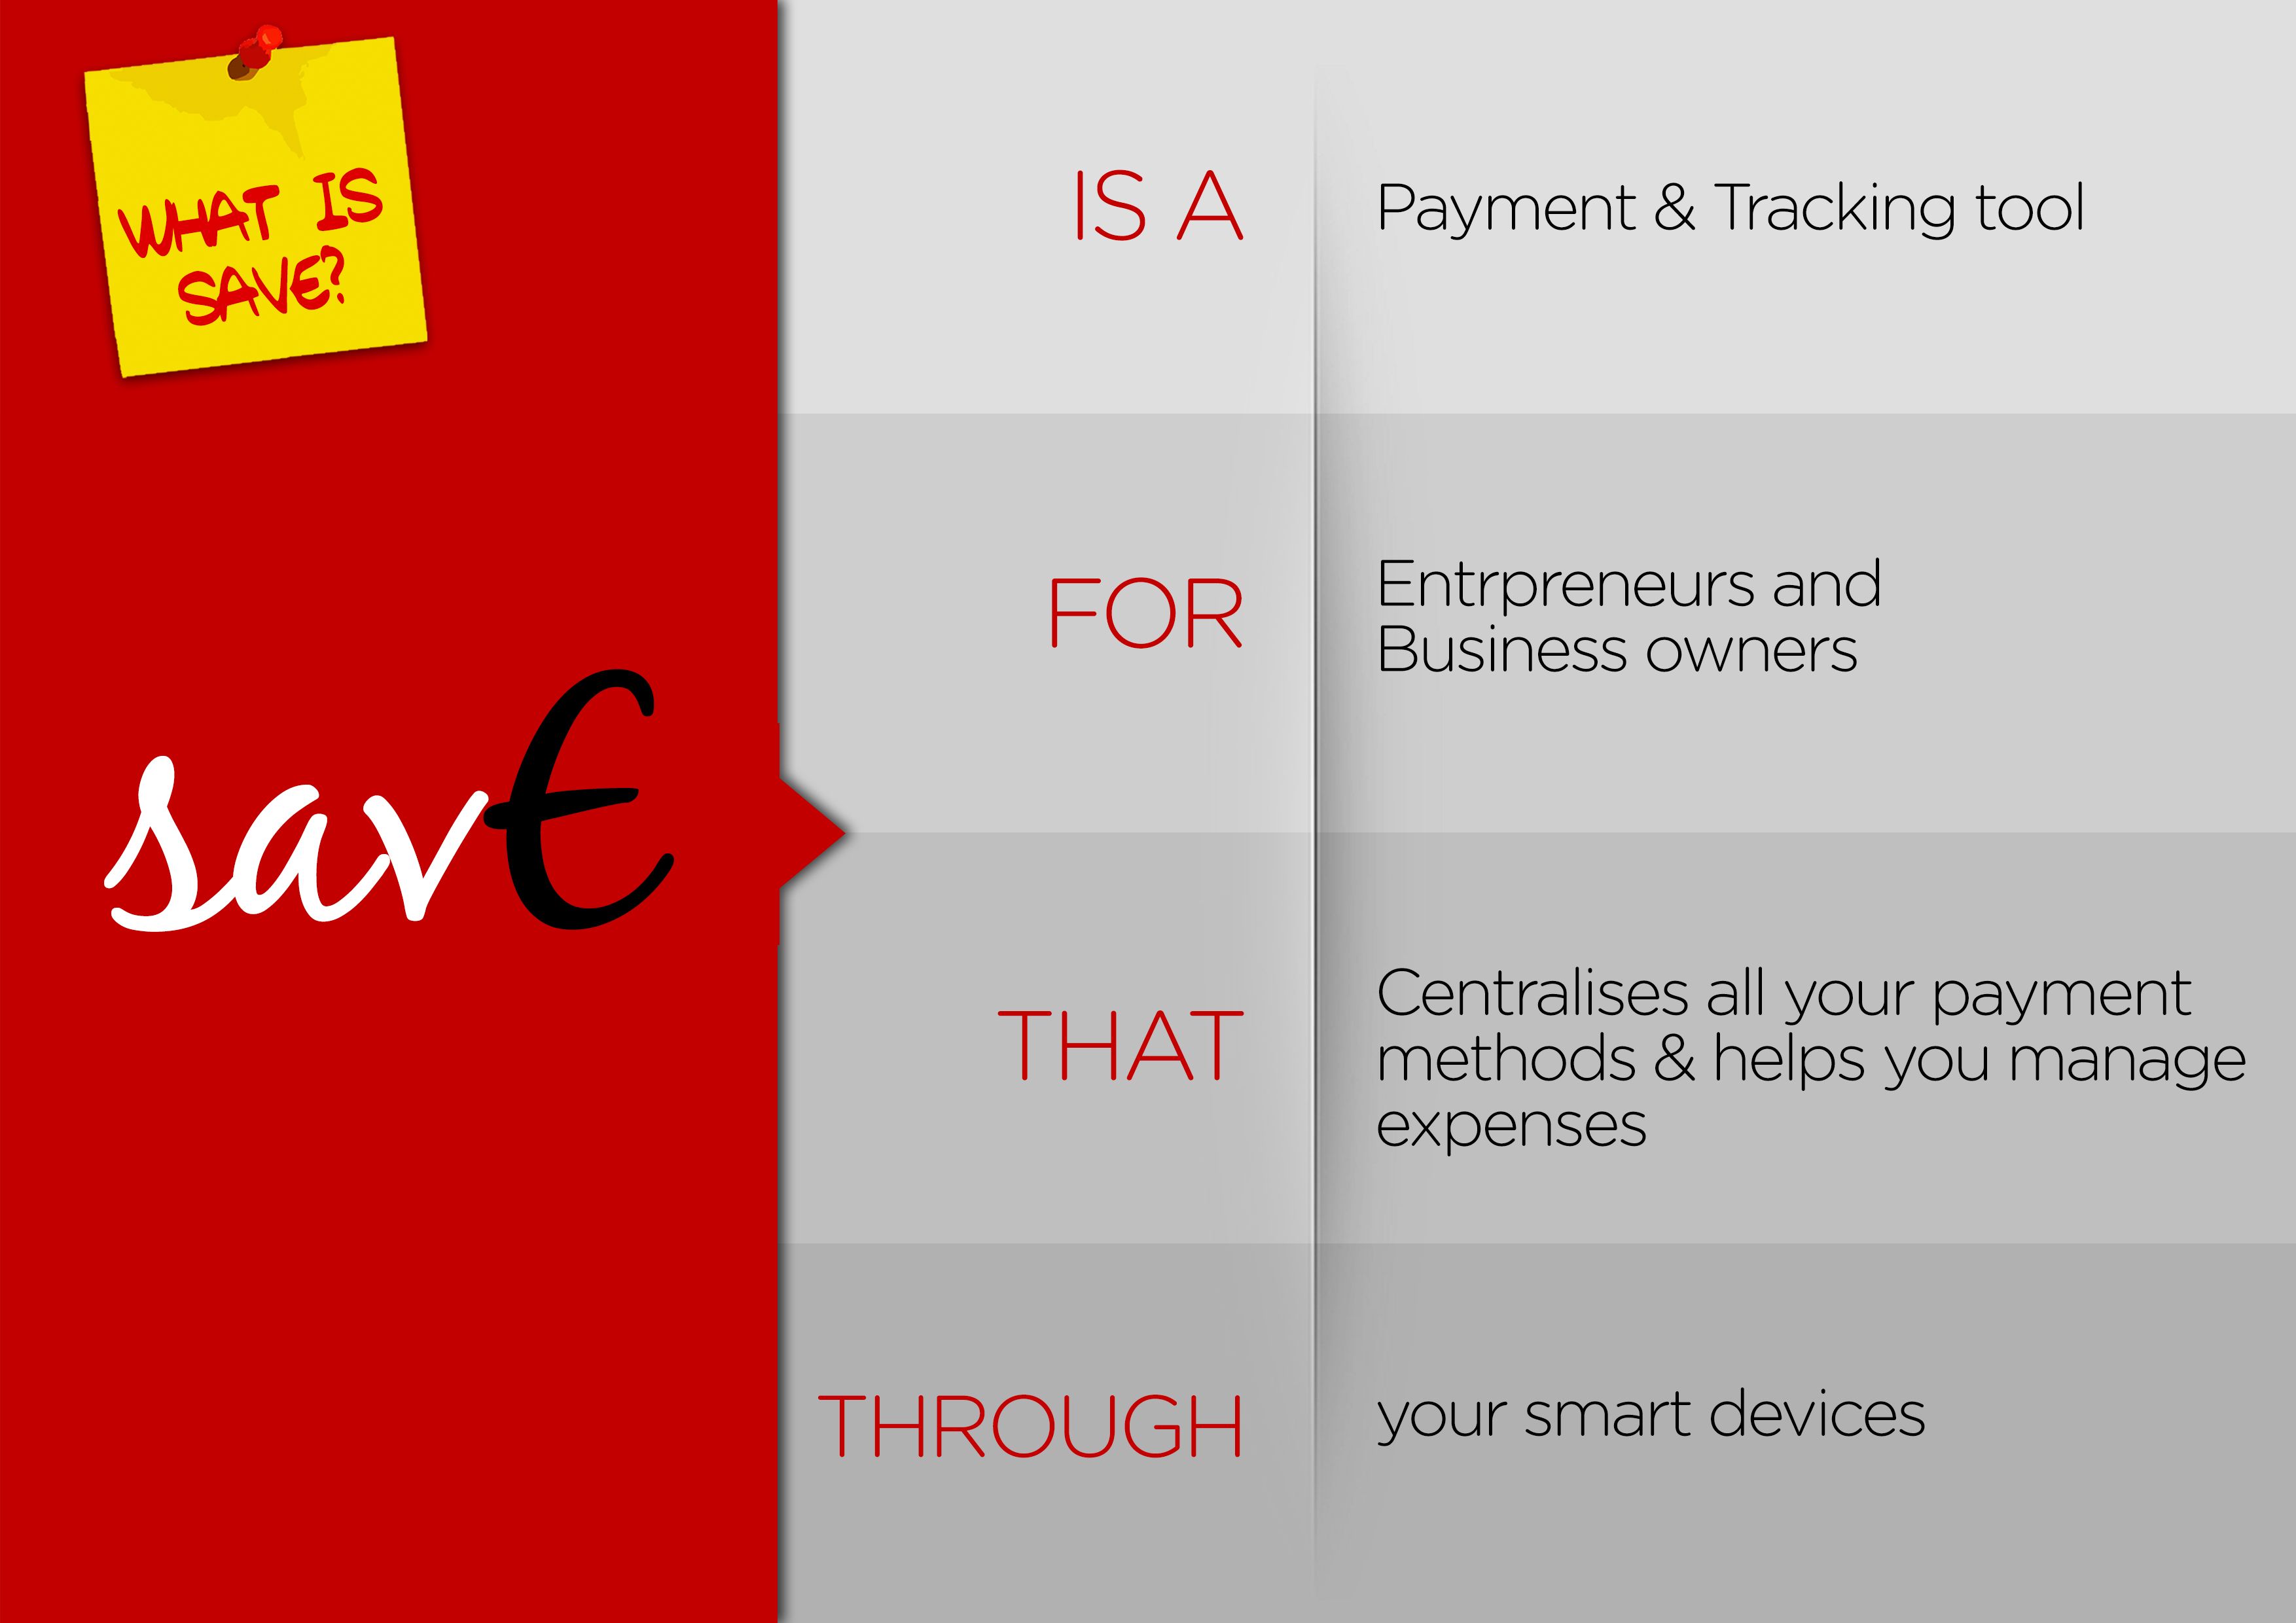 WHAT IS
SAVE?
sav€
IS A
Payment & Tracking tool
FOR
Entrpreneurs and
Business owners
THAT
Centralises all your payment
methods & helps you manage
expenses
THROUGH
your smart devices